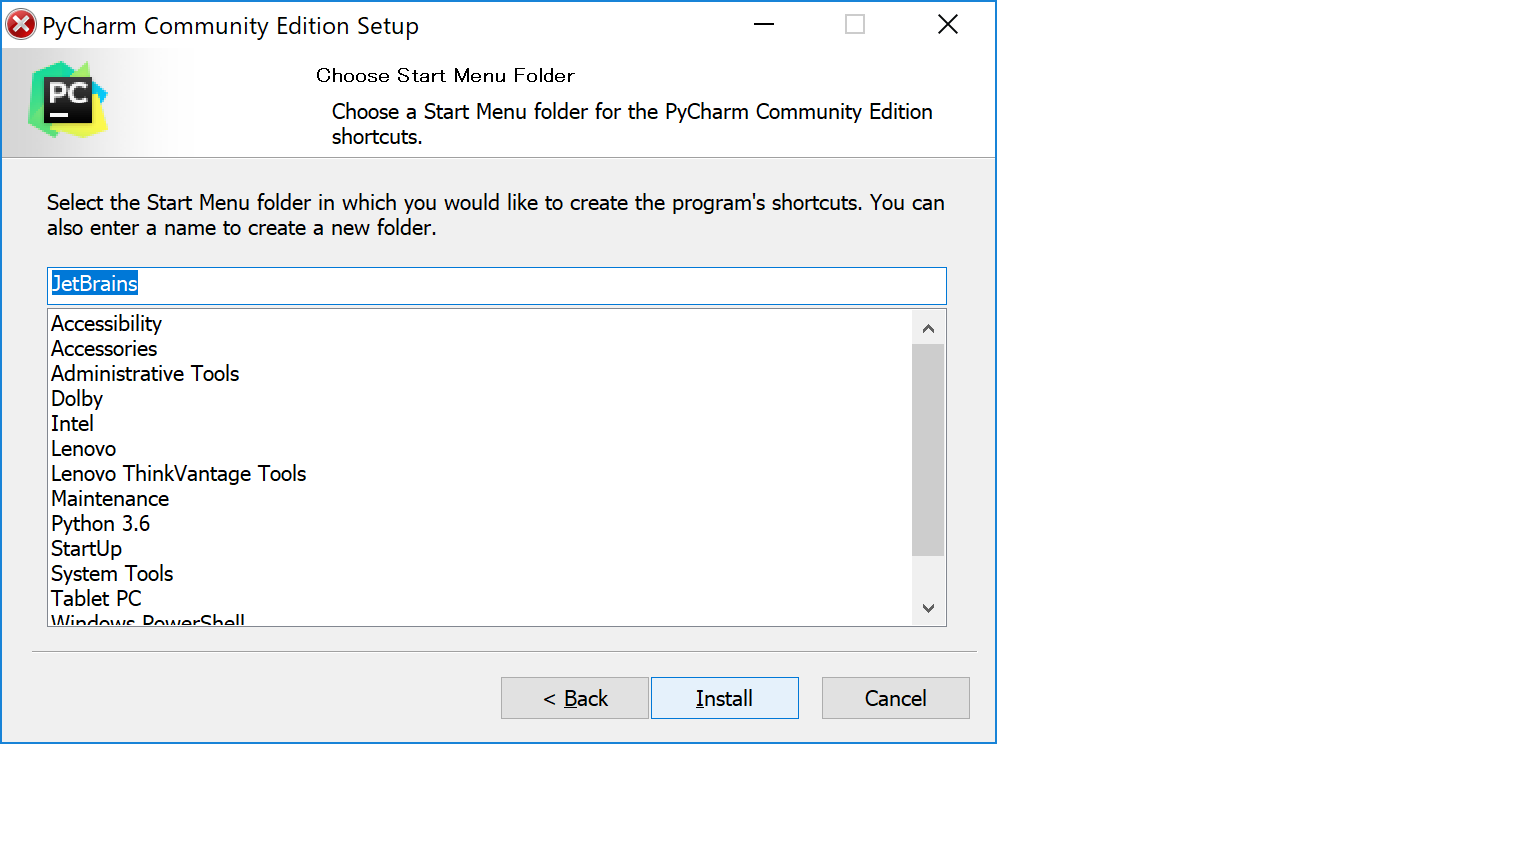 PyCharm Community Edition Setup
PC
Choose Start Menu Folder
Choose a Start Menu folder for the PyCharm Community Edition
shortcuts.
Select the Start Menu folder in which you would like to create the program's shortcuts. You can
also enter a name to create a new folder.
JetBrains
Accessibility
Accessories
Administrative Tools
Dolby
Intel
Lenovo
Lenovo ThinkVantage Tools
Maintenance
Python 3.6
StartUp
System Tools
Tablet PC
Windows PowerShell
< Back
Install
Cancel